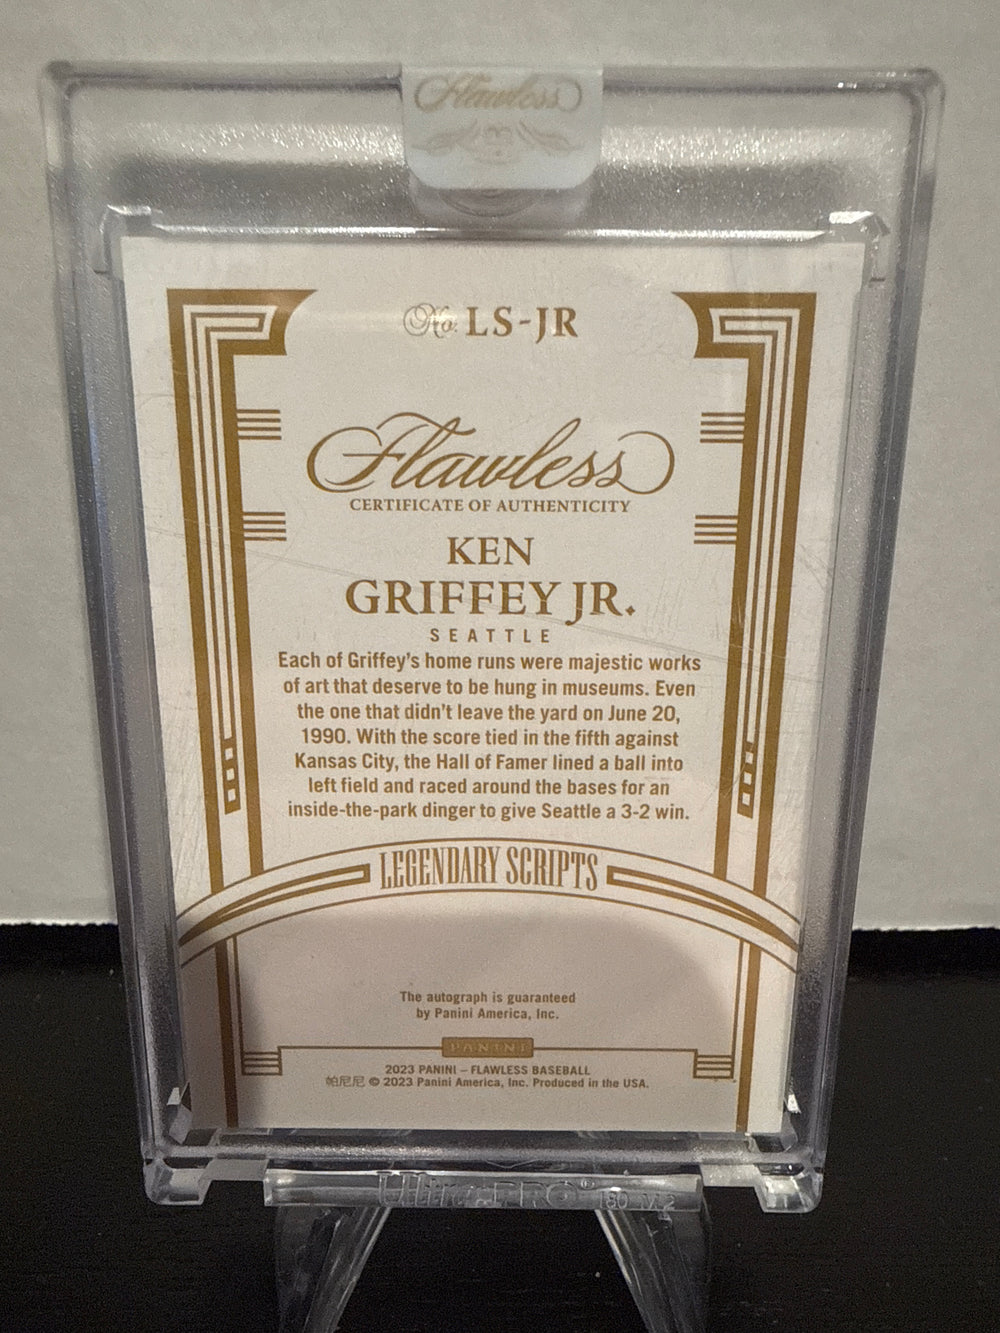 Flawless
No. LS-JR
Flawless
CERTIFICATE OF AUTHENTICITY
KEN
GRIFFEY JR.
SEATTLE
Each of Griffey's home runs were majestic works
of art that deserve to be hung in museums. Even
the one that didn't leave the yard on June 20,
1990. With the score tied in the fifth against
Kansas City, the Hall of Famer lined a ball into
left field and raced around the bases for an
inside-the-park dinger to give Seattle a 3-2 win.
LEGENDARY SCRIPTS
The autograph is guaranteed
by Panini America, Inc.
PANINI
2023 PANINI – FLAWLESS BASEBALL
帕尼尼 © 2023 Panini America, Inc. Produced in the USA.
Ultra PRO® 180 V.2